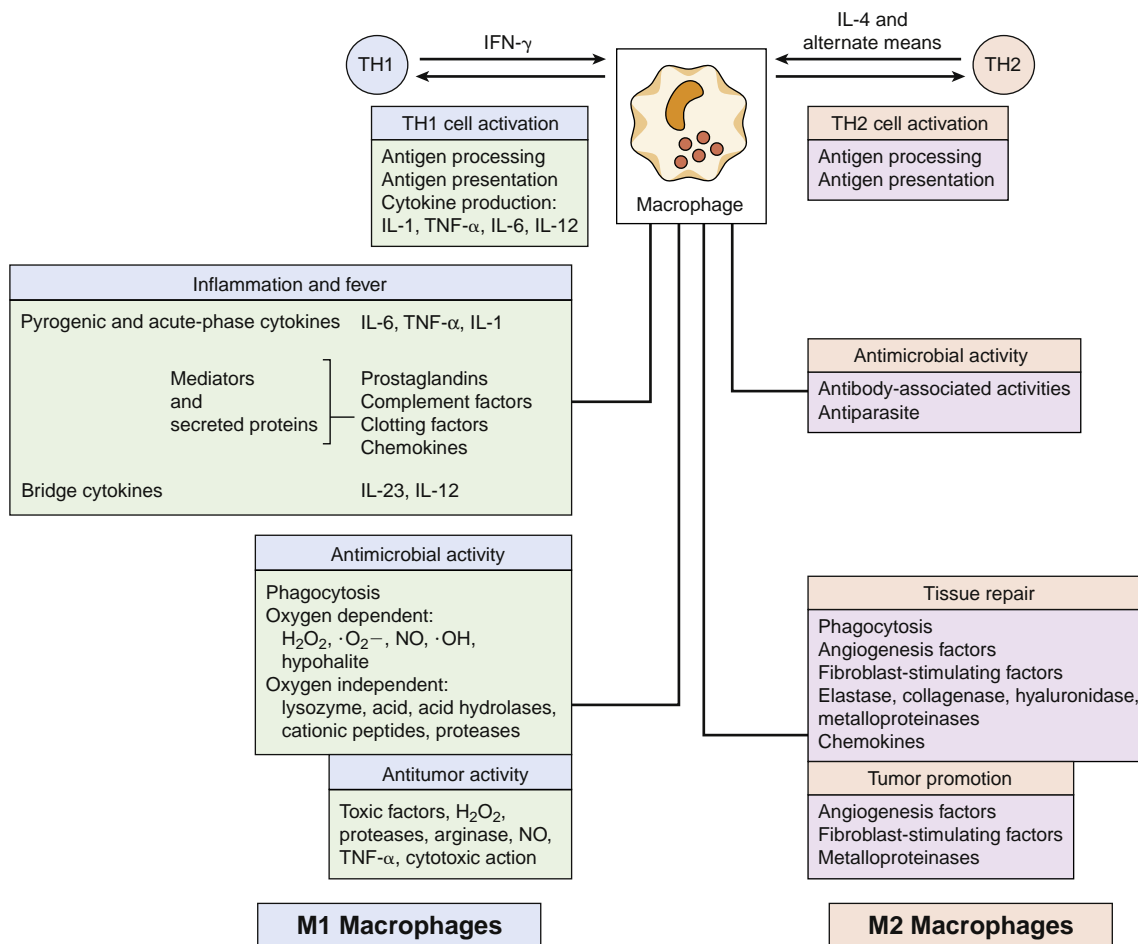 IFN-γ
IL-4 and
alternate means
TH1
TH2
Macrophage
TH1 cell activation
Antigen processing
Antigen presentation
Cytokine production:
IL-1, TNF-α, IL-6, IL-12
TH2 cell activation
Antigen processing
Antigen presentation
Inflammation and fever
Pyrogenic and acute-phase cytokines IL-6, TNF-α, IL-1
Mediators
and
secreted proteins
Prostaglandins
Complement factors
Clotting factors
Chemokines
Bridge cytokines IL-23, IL-12
Antimicrobial activity
Antibody-associated activities
Antiparasite
Antimicrobial activity
Phagocytosis
Oxygen dependent:
H₂O₂, ·O₂−, NO, ·OH,
hypohalite
Oxygen independent:
lysozyme, acid, acid hydrolases,
cationic peptides, proteases
Tissue repair
Phagocytosis
Angiogenesis factors
Fibroblast-stimulating factors
Elastase, collagenase, hyaluronidase,
metalloproteinases
Chemokines
Antitumor activity
Toxic factors, H₂O₂,
proteases, arginase, NO,
TNF-α, cytotoxic action
Tumor promotion
Angiogenesis factors
Fibroblast-stimulating factors
Metalloproteinases
M1 Macrophages
M2 Macrophages